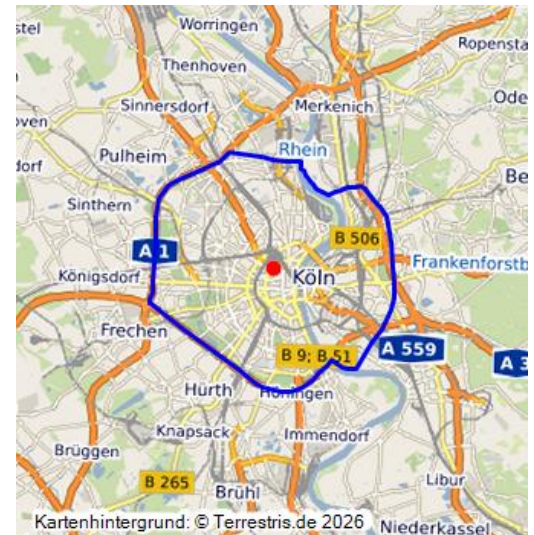 stel
Worringen
Ropensta
Thenhoven
Ode
Sinnersdorf
Merkenich
oven
Rhein
Pulheim
dorf
Be
Sinthern
B 506
A 1
Frankenforstb
Königsdorf
Köln
Frechen
B 9; B 51
A 559
A 3
Hürth
Höningen
Knapsack
Immendorf
Brüggen
B 265
Brühl
Libur
Kartenhintergrund: © Terrestris.de 2026
Niederkassel